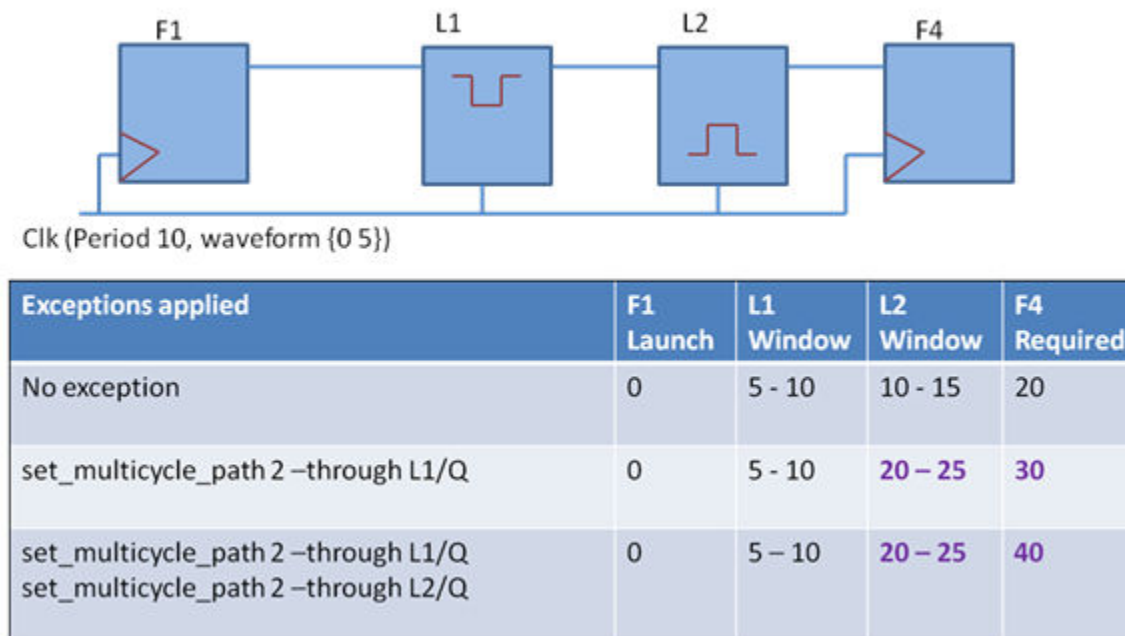 F1 L1 L2 F4
Clk (Period 10, waveform {0 5})
Exceptions applied F1 Launch L1 Window L2 Window F4 Required
No exception 0 5 - 10 10 - 15 20
set_multicycle_path 2 –through L1/Q 0 5 - 10 20 – 25 30
set_multicycle_path 2 –through L1/Q 0 5 – 10 20 – 25 40
set_multicycle_path 2 –through L2/Q